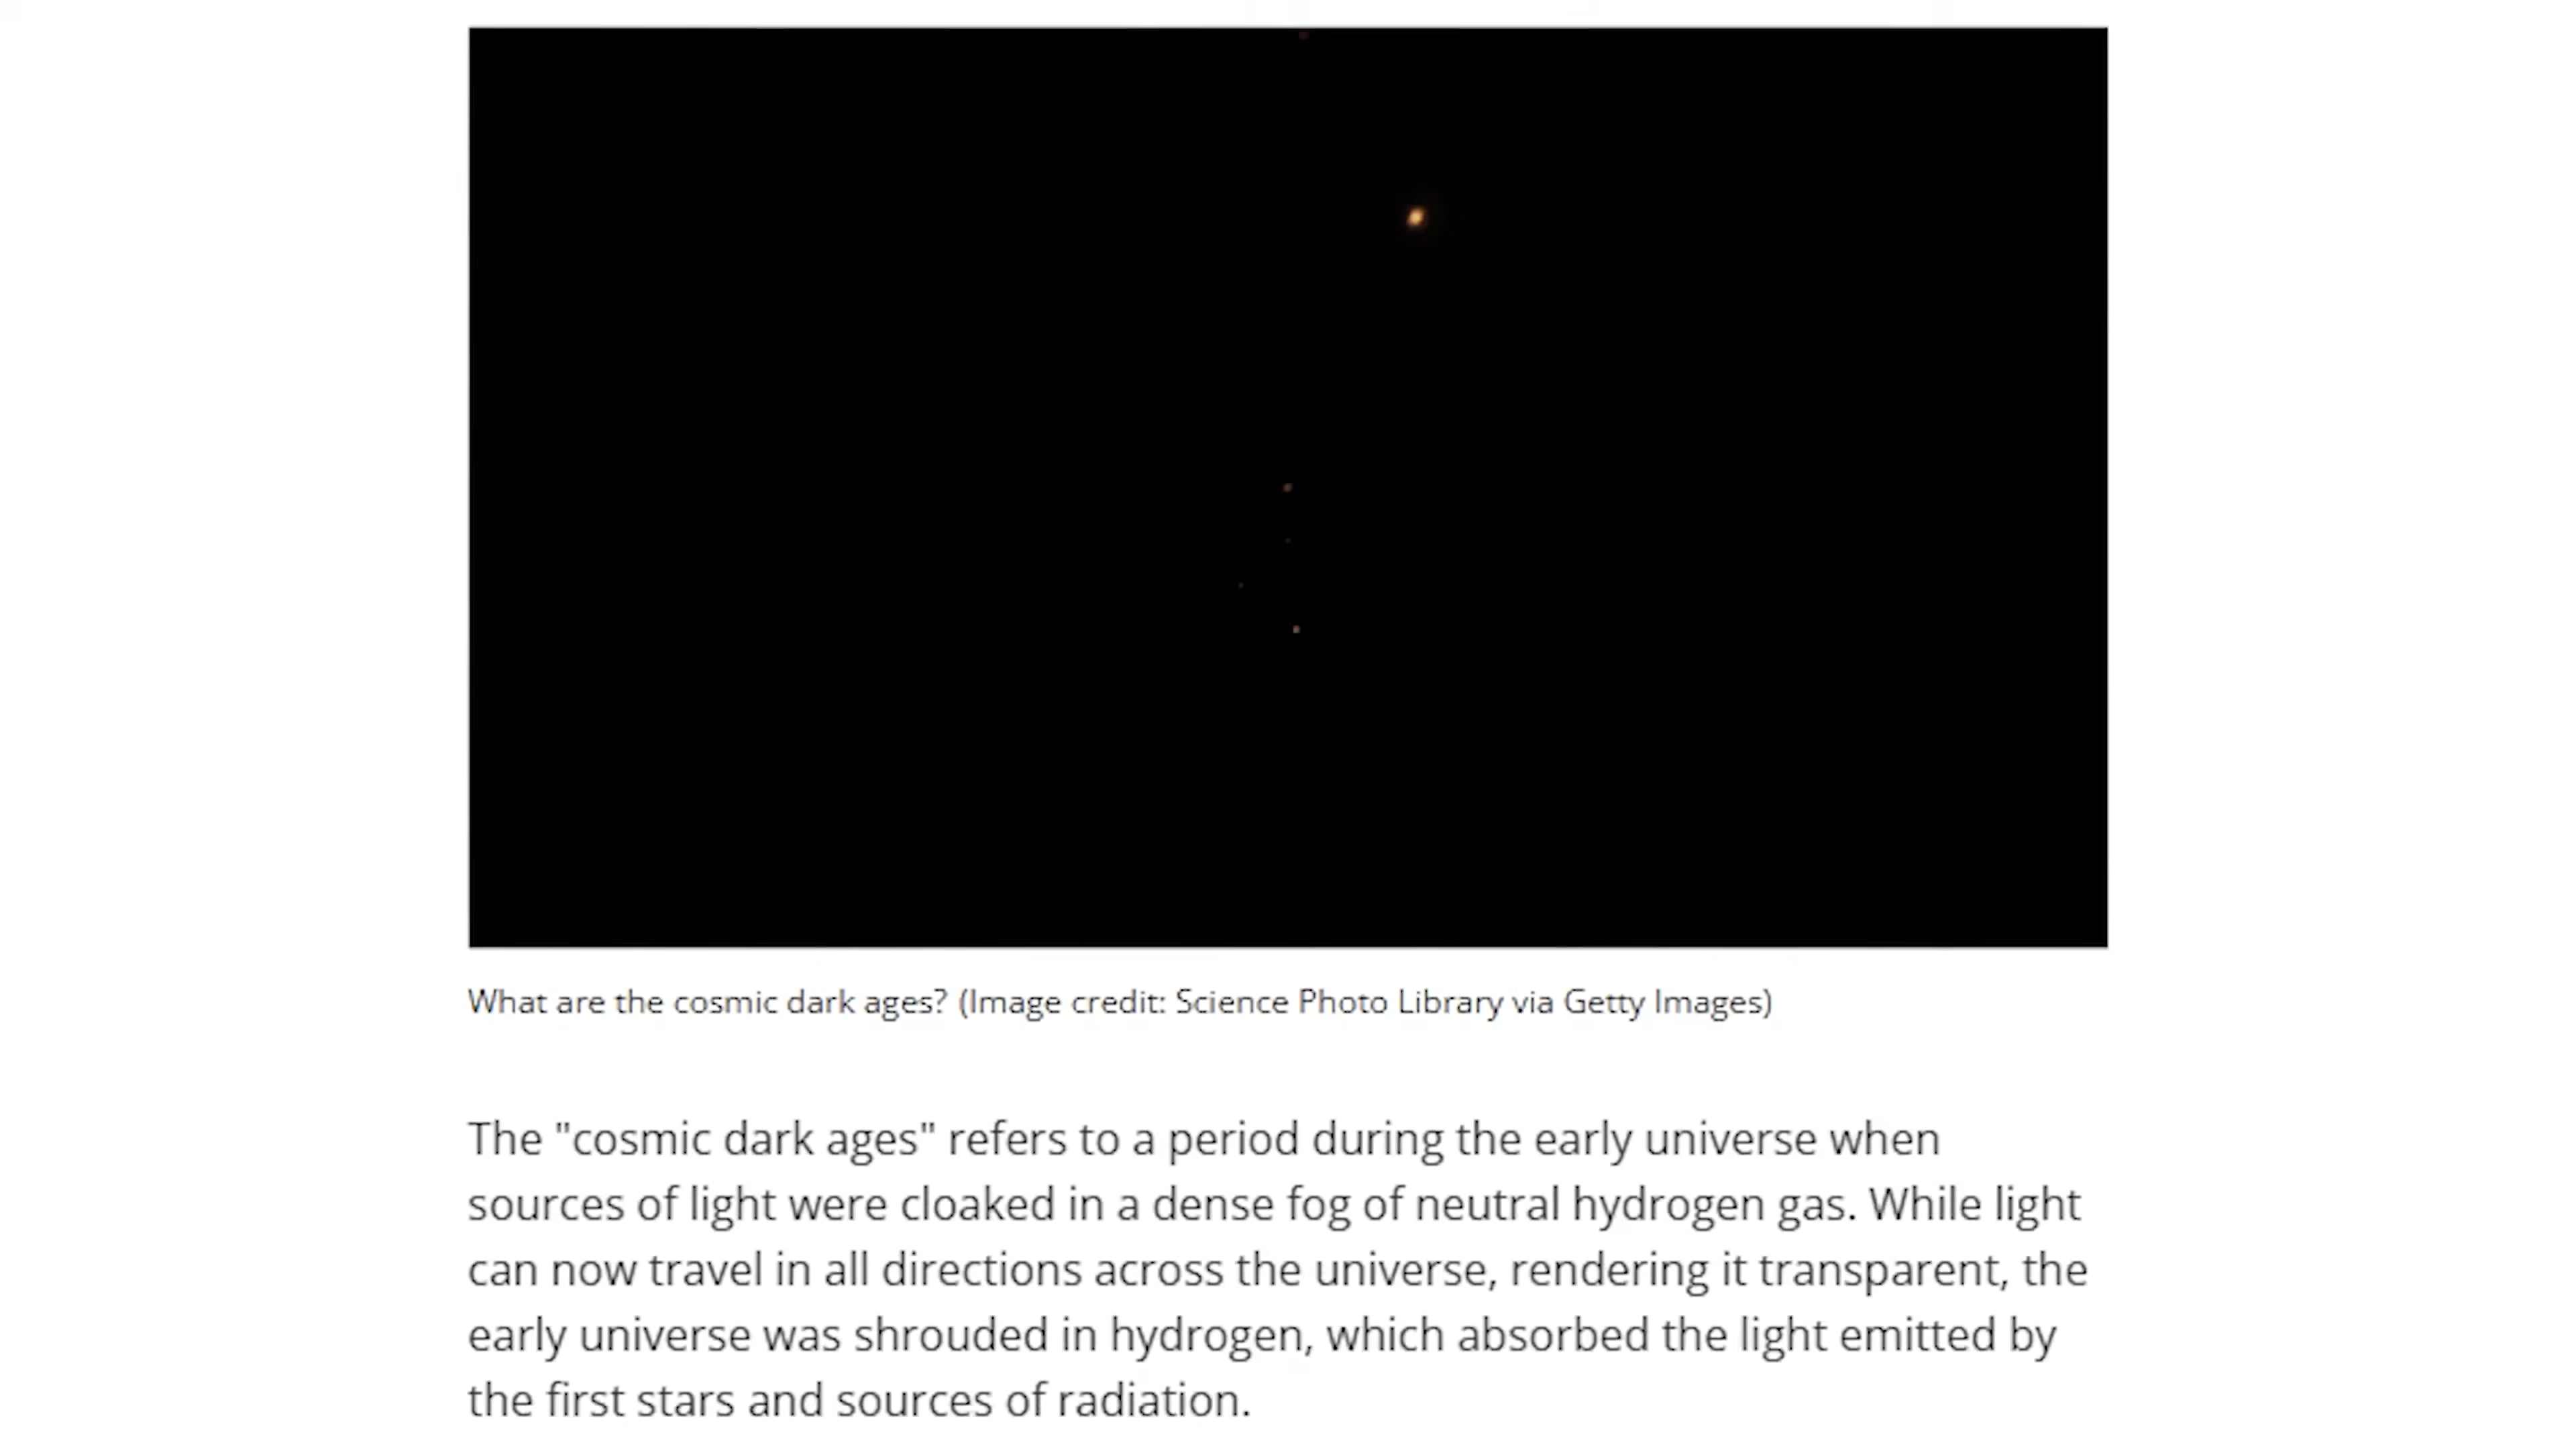 What are the cosmic dark ages? (Image credit: Science Photo Library via Getty Images)
The "cosmic dark ages" refers to a period during the early universe when
sources of light were cloaked in a dense fog of neutral hydrogen gas. While light
can now travel in all directions across the universe, rendering it transparent, the
early universe was shrouded in hydrogen, which absorbed the light emitted by
the first stars and sources of radiation.